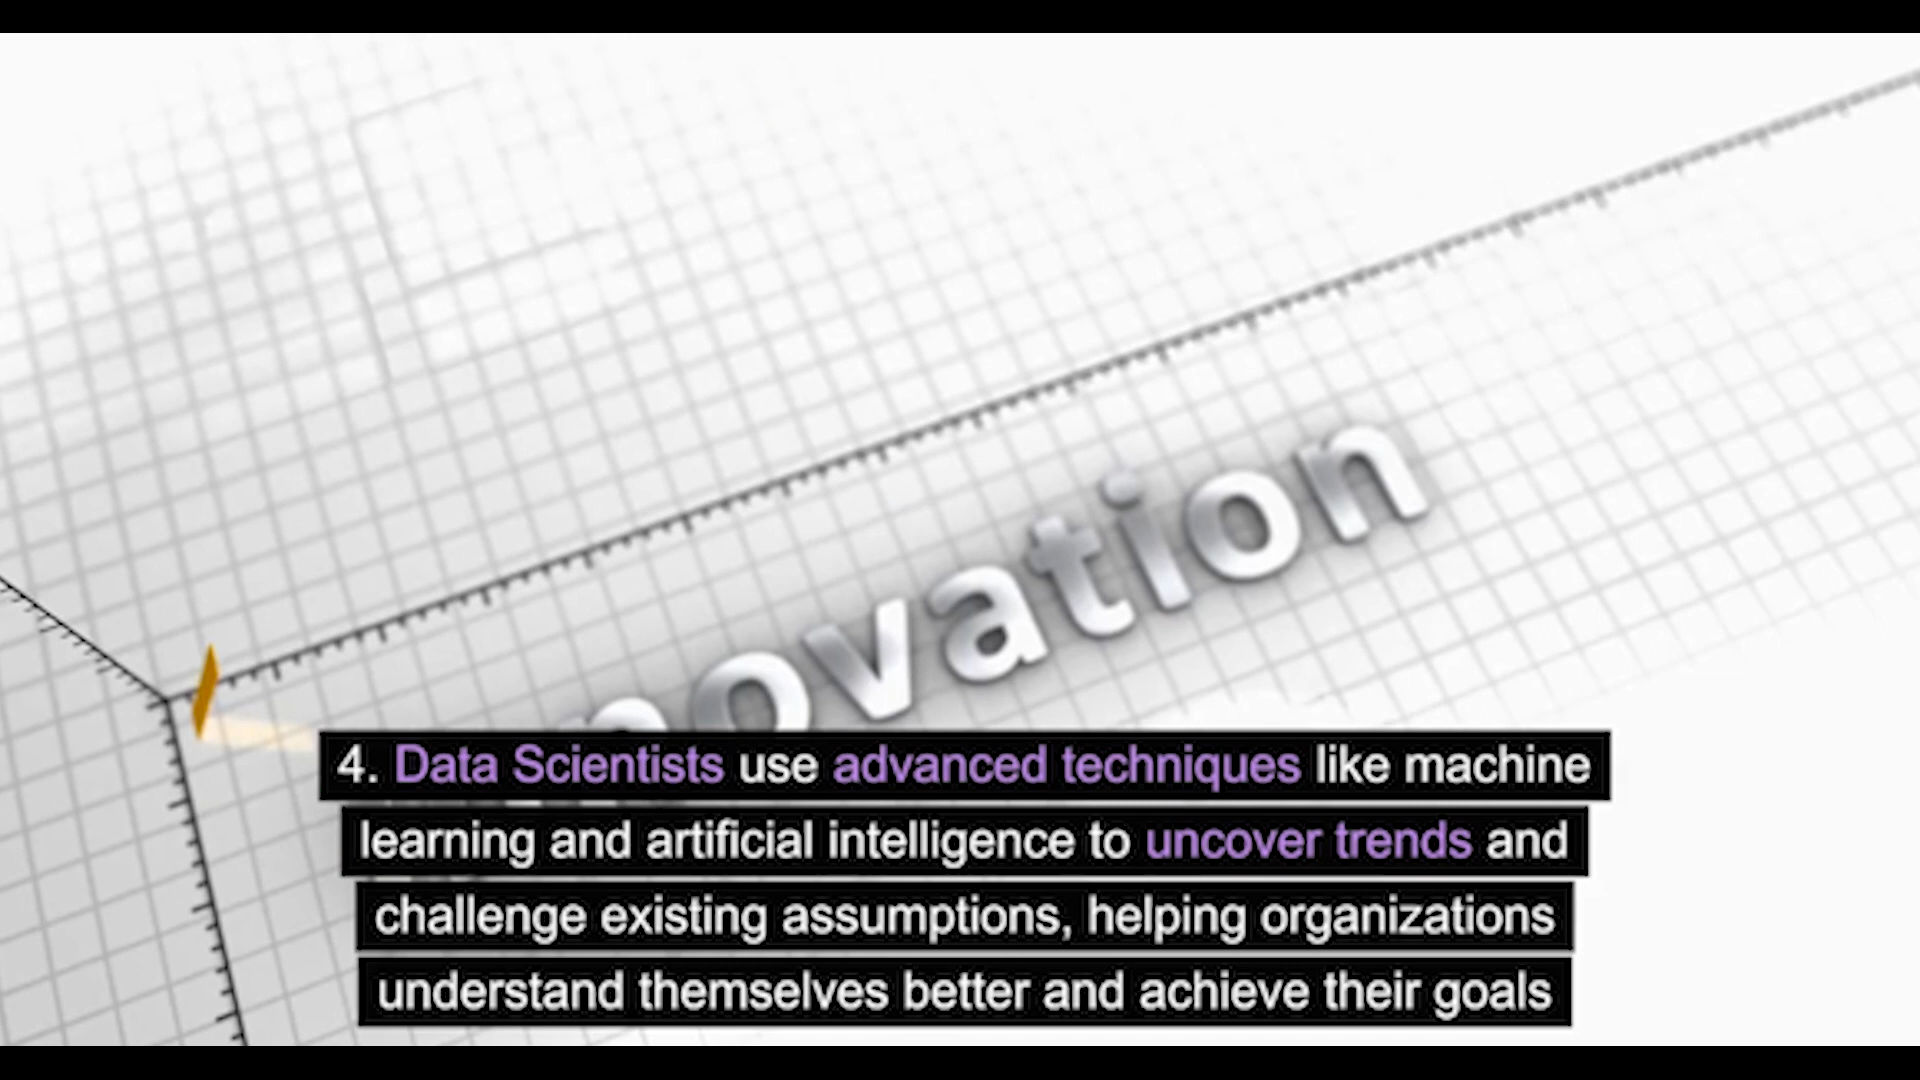 novation
4. Data Scientists use advanced techniques like machine
learning and artificial intelligence to uncover trends and
challenge existing assumptions, helping organizations
understand themselves better and achieve their goals